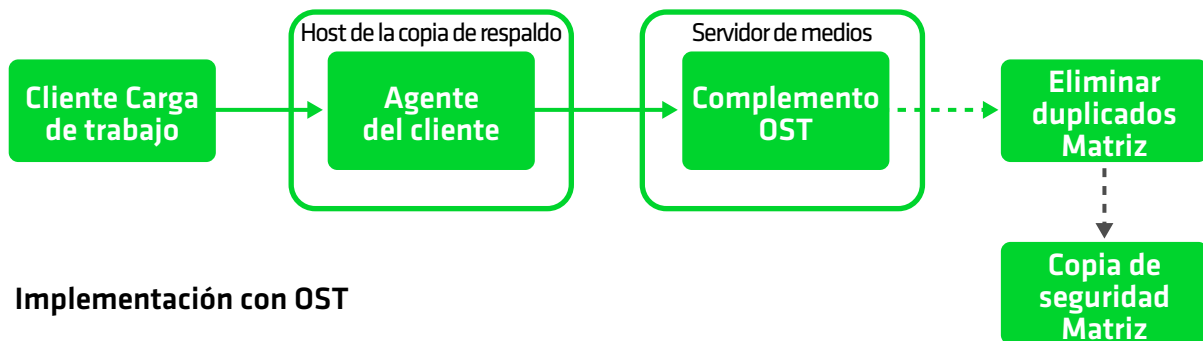 Host de la copia de respaldo
Servidor de medios
Cliente Carga
de trabajo
Agente
del cliente
Complemento
OST
Eliminar
duplicados
Matriz
Copia de
seguridad
Matriz
Implementación con OST